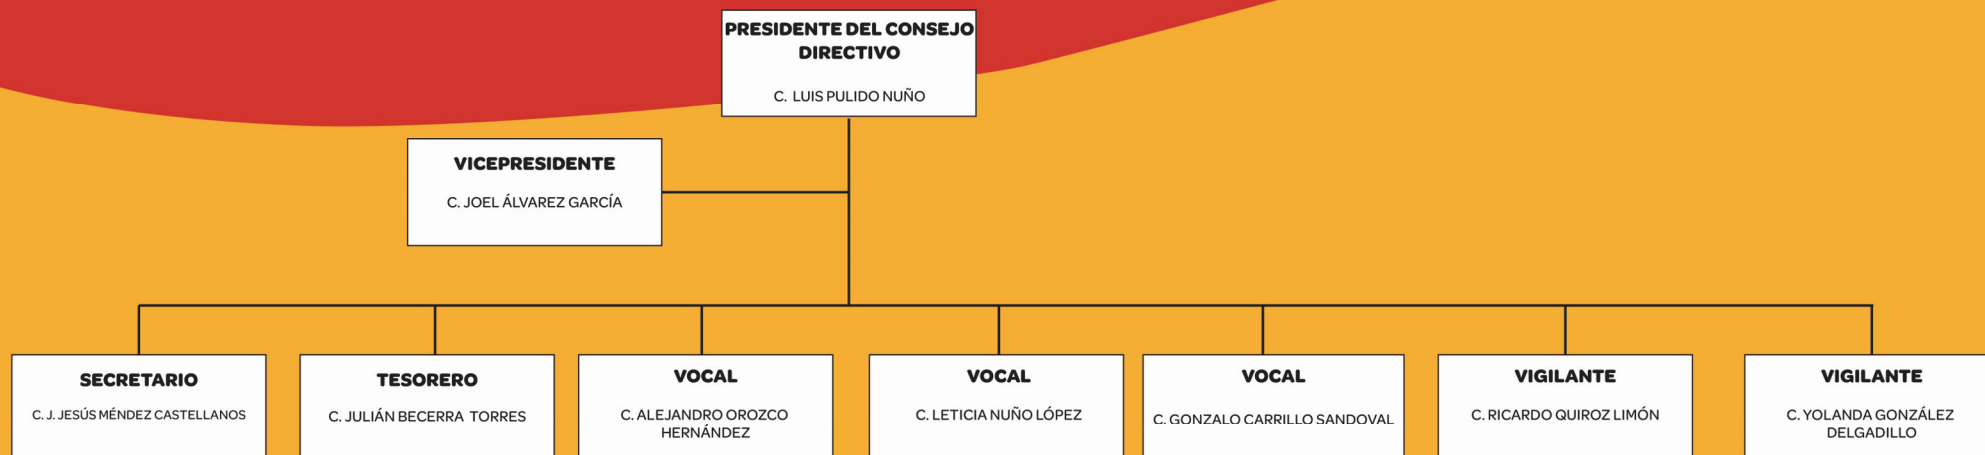 PRESIDENTE DEL CONSEJO
DIRECTIVO
C. LUIS PULIDO NUÑO
VICEPRESIDENTE
C. JOEL ÁLVAREZ GARCÍA
SECRETARIO
C. J. JESÚS MÉNDEZ CASTELLANOS
TESORERO
C. JULIÁN BECERRA TORRES
VOCAL
C. ALEJANDRO OROZCO
HERNÁNDEZ
VOCAL
C. LETICIA NUÑO LÓPEZ
VOCAL
C. GONZALO CARRILLO SANDOVAL
VIGILANTE
C. RICARDO QUIROZ LIMÓN
VIGILANTE
C. YOLANDA GONZÁLEZ
DELGADILLO